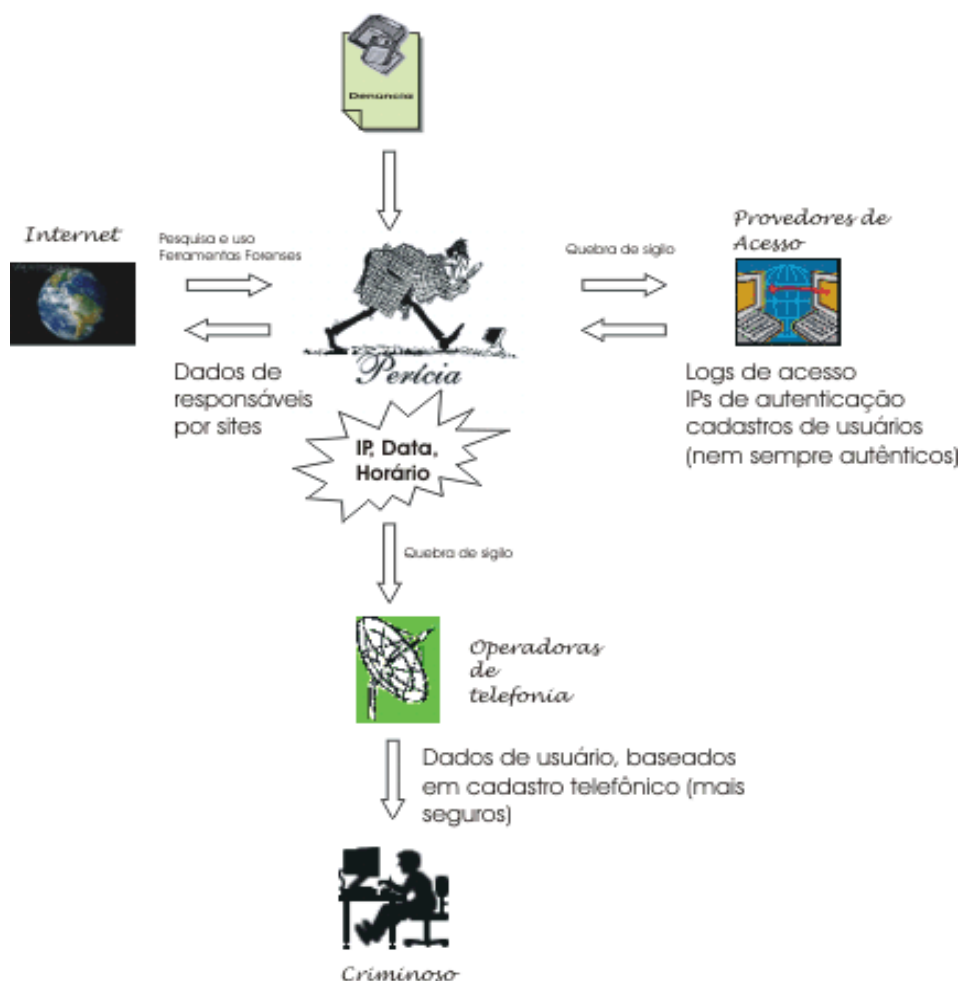 Denúncia
Internet
Pesquisa e uso
Ferramentas Forenses
Quebra de sigilo
Provedores de
Acesso
Perícia
Dados de
responsáveis
por sites
Logs de acesso
IPs de autenticação
cadastros de usuários
(nem sempre autênticos)
IP, Data,
Horário
Quebra de sigilo
Operadoras
de
telefonia
Dados de usuário, baseados
em cadastro telefônico (mais
seguros)
Criminoso